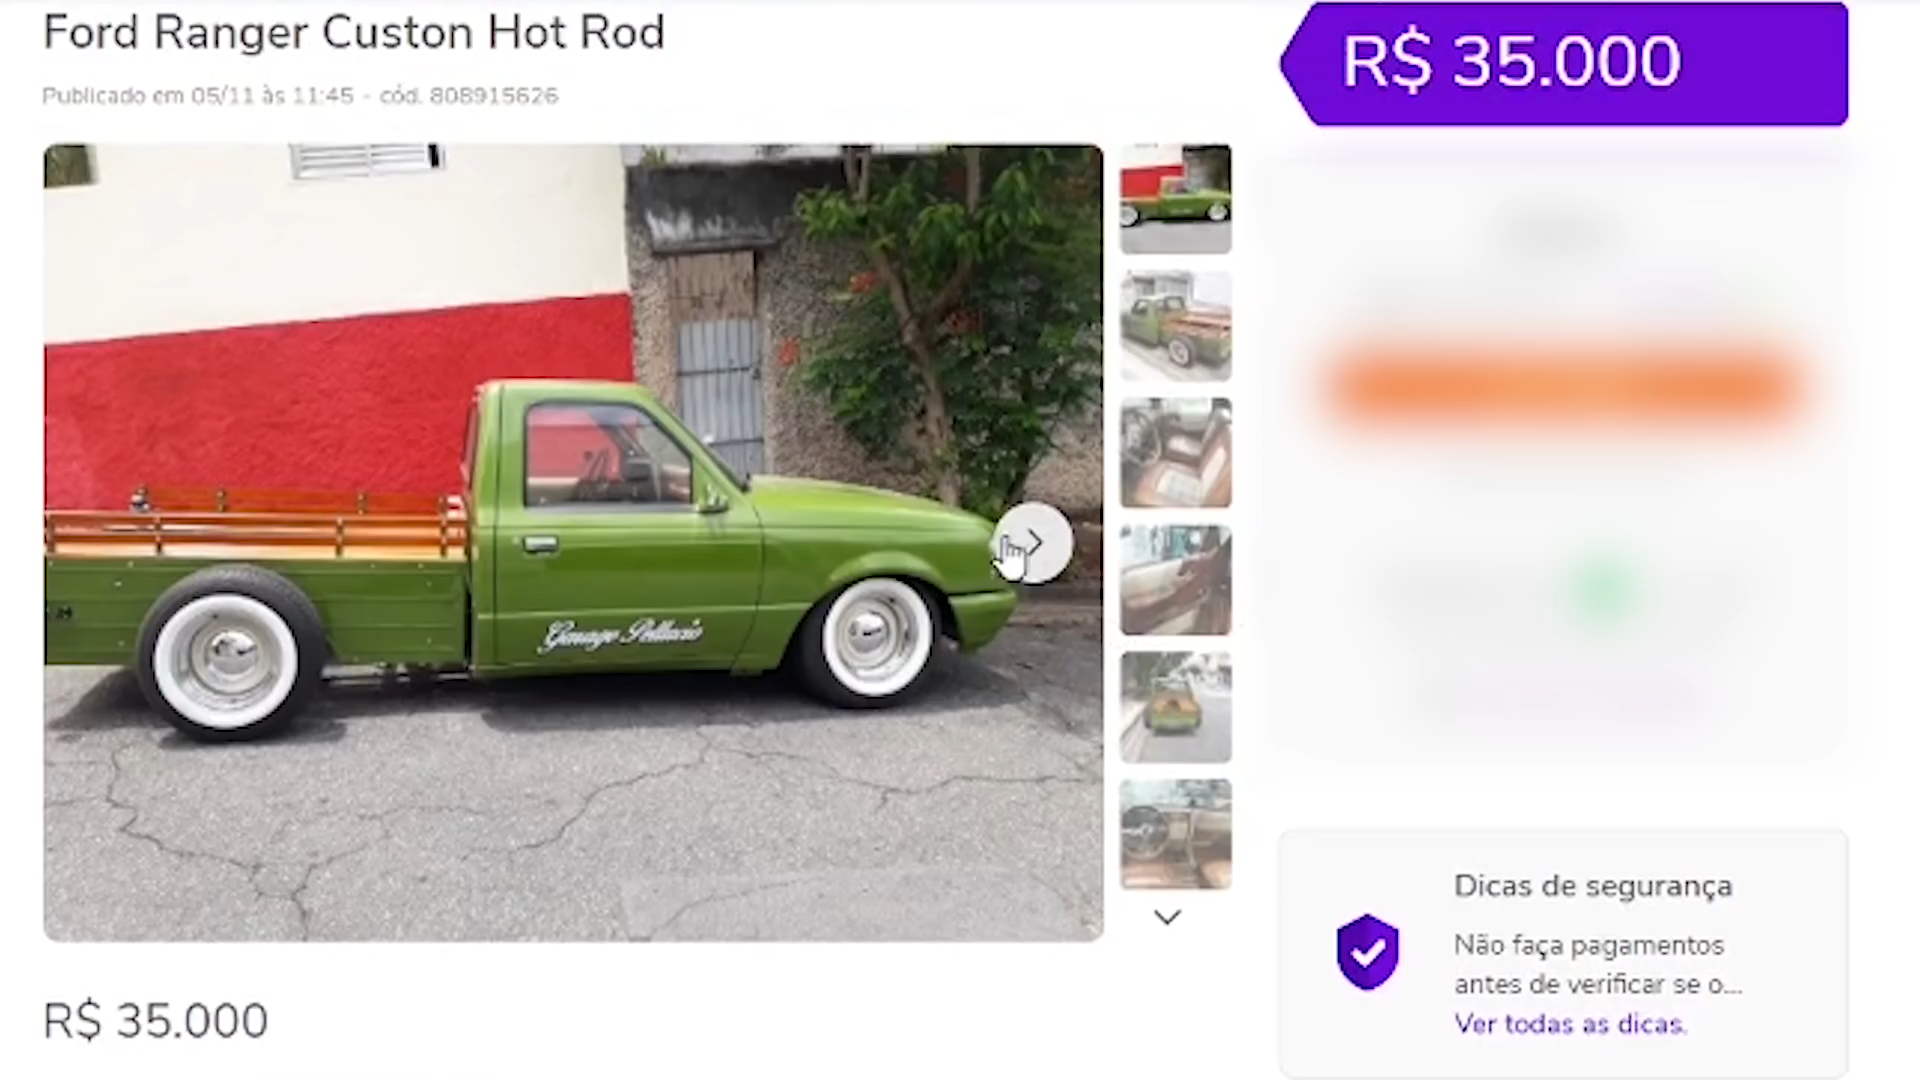 Ford Ranger Custon Hot Rod
Publicado em 05/11 às 11:45 - cód. 808915626
R$ 35.000
Garage
R$ 35.000
Dicas de segurança
Não faça pagamentos
antes de verificar se o...
Ver todas as dicas.